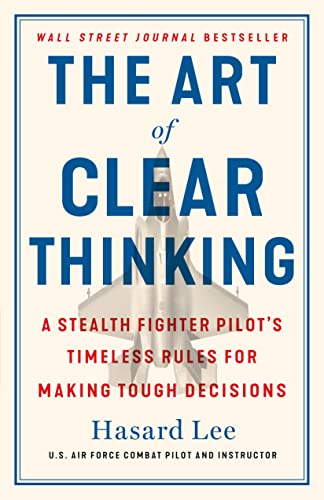 WALL STREET JOURNAL BESTSELLER
THE ART
of
CLEAR
THINKING
A STEALTH FIGHTER PILOT'S
TIMELESS RULES FOR
MAKING TOUGH DECISIONS
Hasard Lee
U.S. AIR FORCE COMBAT PILOT AND INSTRUCTOR